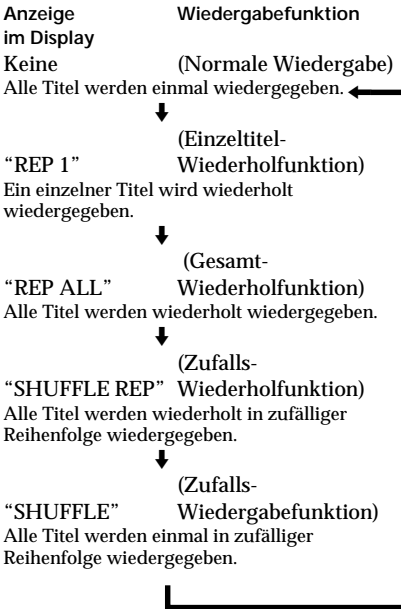 Anzeige Wiedergabefunktion
im Display
Keine (Normale Wiedergabe)
Alle Titel werden einmal wiedergegeben.
(Einzeltitel-
“REP 1” Wiederholfunktion)
Ein einzelner Titel wird wiederholt
wiedergegeben.
(Gesamt-
“REP ALL” Wiederholfunktion)
Alle Titel werden wiederholt wiedergegeben.
(Zufalls-
“SHUFFLE REP” Wiederholfunktion)
Alle Titel werden wiederholt in zufälliger
Reihenfolge wiedergegeben.
(Zufalls-
“SHUFFLE” Wiedergabefunktion)
Alle Titel werden einmal in zufälliger
Reihenfolge wiedergegeben.